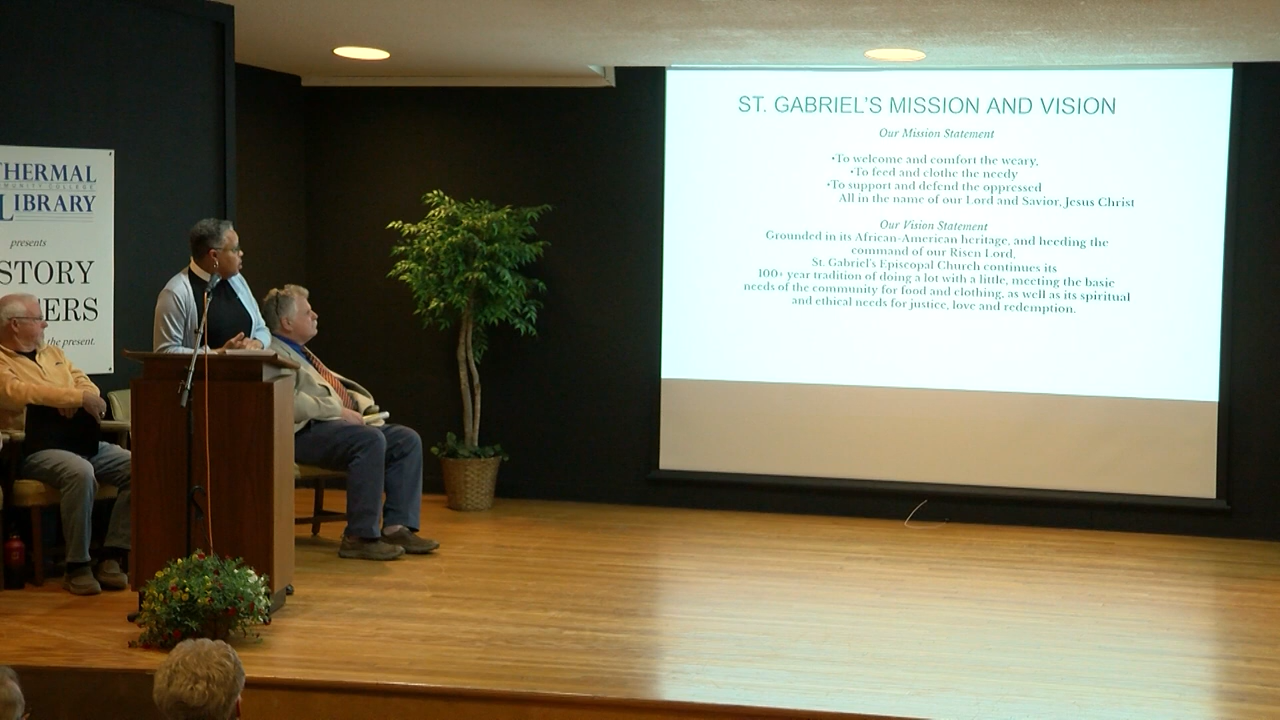 THERMAL
MUNITY COLLEGE
LIBRARY
presents
STORY
ERS
the present.
ST. GABRIEL'S MISSION AND VISION
Our Mission Statement
•To welcome and comfort the weary,
•To feed and clothe the needy
•To support and defend the oppressed
All in the name of our Lord and Savior, Jesus Christ
Our Vision Statement
Grounded in its African-American heritage, and heeding the
command of our Risen Lord,
St. Gabriel's Episcopal Church continues its
100+ year tradition of doing a lot with a little, meeting the basic
needs of the community for food and clothing, as well as its spiritual
and ethical needs for justice, love and redemption.